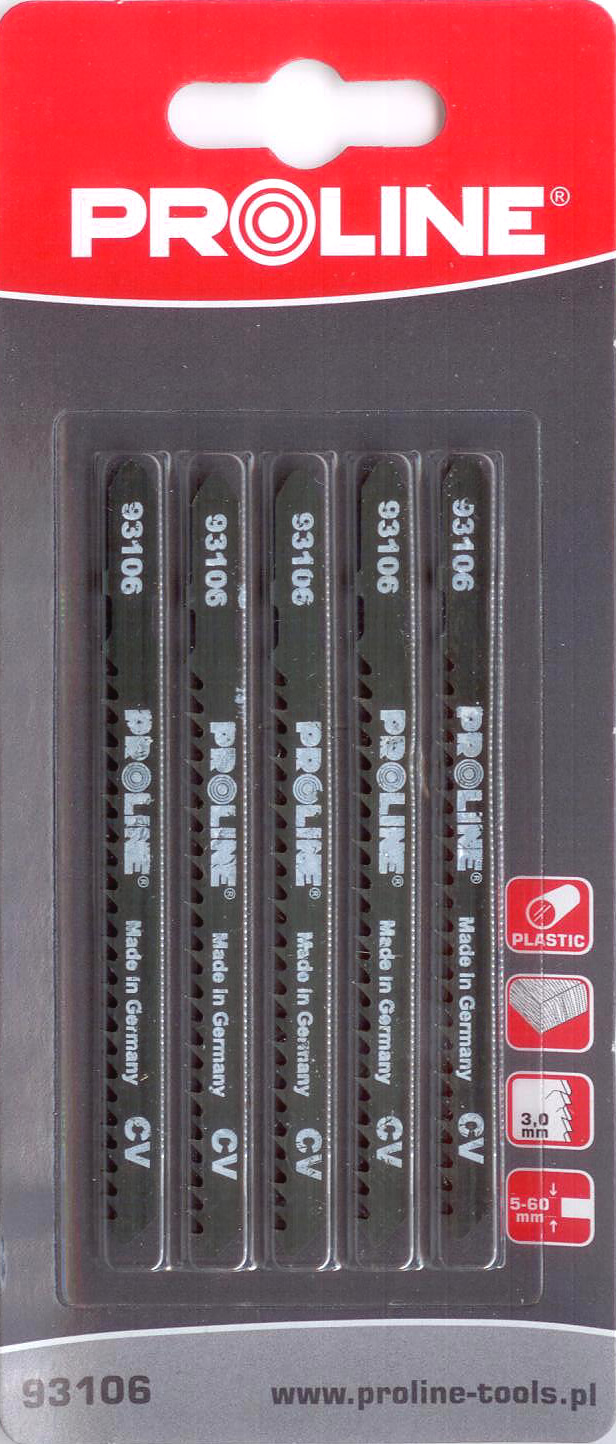 PROLINE®
93106 PROLINE® Made in Germany CV
93106 PROLINE® Made in Germany CV
93106 PROLINE® Made in Germany CV
93106 PROLINE® Made in Germany CV
93106 PROLINE® Made in Germany CV
PLASTIC
3,0
mm
5-60
mm
93106
www.proline-tools.pl